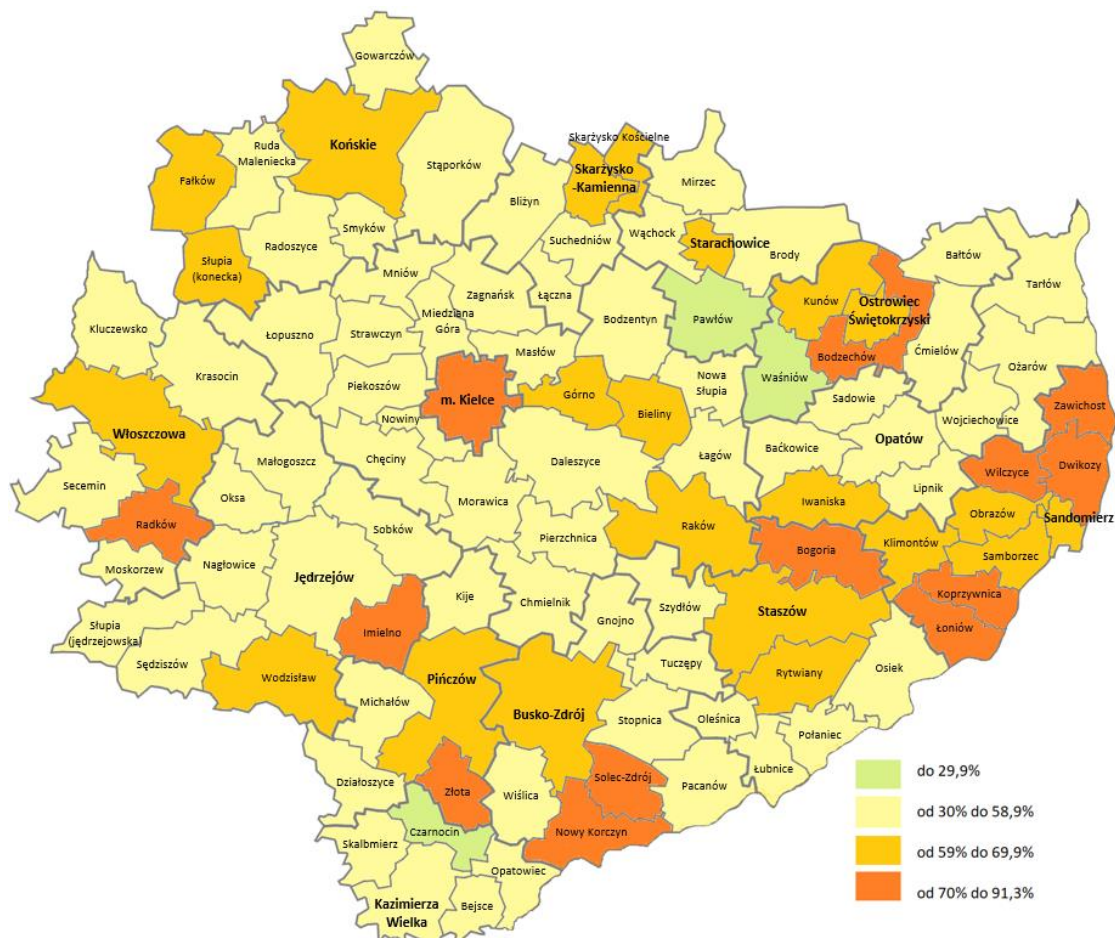 Gowarczów
Końskie
Ruda
Maleniecka
Fałków
Stąporków
Skarżysko Kościelne
Skarżysko
-Kamienna
Mirzec
Bliżyn
Smyków
Radoszyce
Słupia
(konecka)
Suchedniów
Wąchock
Starachowice
Brody
Bałtów
Tarłów
Mniów
Zagnańsk
Łączna
Miedziana
Góra
Bodzentyn
Pawłów
Kunów
Ostrowiec
Świętokrzyski
Kluczewsko
Łopuszno
Strawczyn
Masłów
Bodzechów
Ćmielów
Ożarów
Krasocin
Piekoszów
m. Kielce
Górno
Bieliny
Nowa
Słupia
Waśniów
Sadowie
Wojciechowice
Zawichost
Nowiny
Włoszczowa
Małogoszcz
Chęciny
Daleszyce
Łagów
Baćkowice
Opatów
Wilczyce
Dwikozy
Secemin
Oksa
Morawica
Lipnik
Iwaniska
Obrazów
Sandomierz
Radków
Sobków
Pierzchnica
Raków
Bogoria
Klimontów
Samborzec
Moskorzew
Nagłowice
Jędrzejów
Kije
Chmielnik
Gnojno
Szydłów
Staszów
Koprzywnica
Łoniów
Słupia
(jędrzejowska)
Imielno
Sędziszów
Wodzisław
Pińczów
Tuczępy
Rytwiany
Osiek
Michałów
Busko-Zdrój
Stopnica
Oleśnica
Połaniec
Działoszyce
Złota
Wiślica
Solec-Zdrój
Pacanów
Łubnice
Czarnocin
Nowy Korczyn
Skalbmierz
Opatowiec
Kazimierza
Wielka
Bejsce
do 29,9%
od 30% do 58,9%
od 59% do 69,9%
od 70% do 91,3%